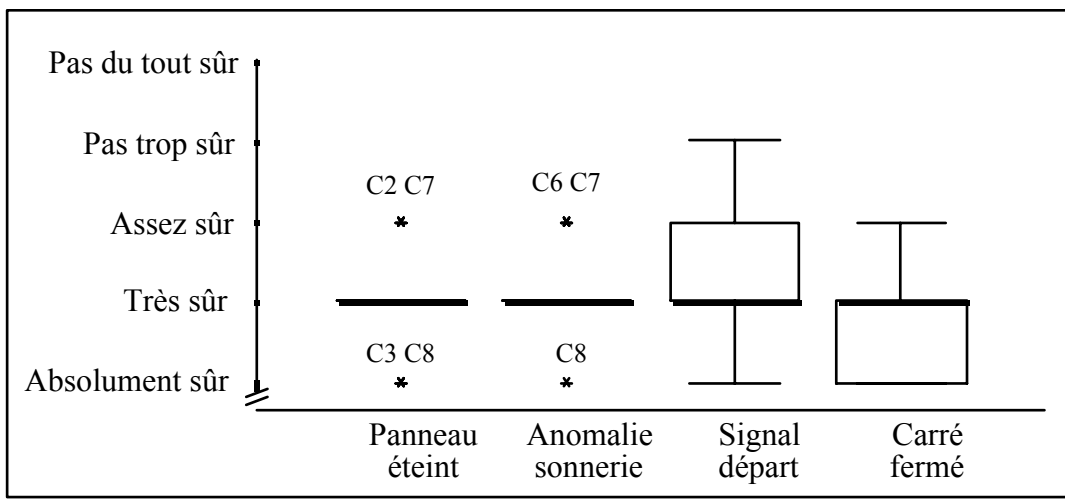 Pas du tout sûr
Pas trop sûr
C2 C7
C6 C7
Assez sûr
Très sûr
C3 C8
C8
Absolument sûr
Panneau
éteint
Anomalie
sonnerie
Signal
départ
Carré
fermé